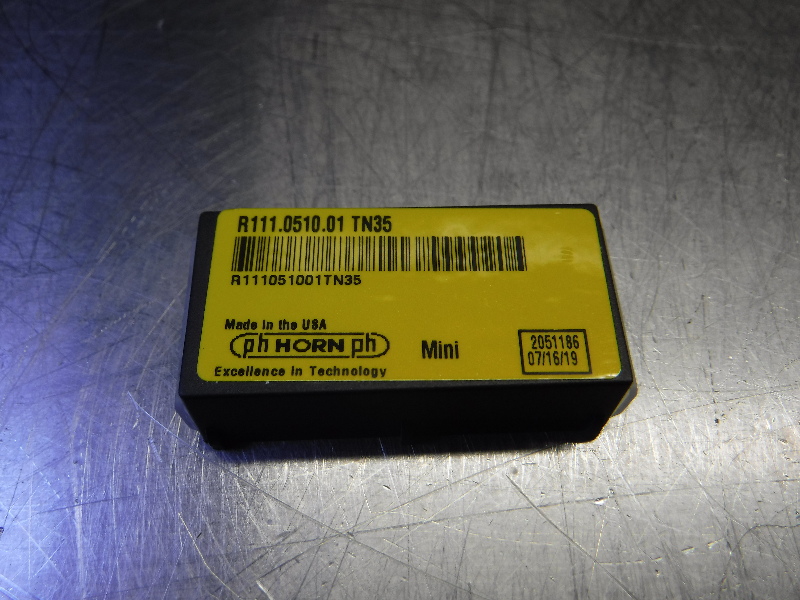 R111.0510.01 TN35
R111051001TN35
Made in the USA
ph HORN ph
Excellence in Technology
Mini
2051186
07/16/19